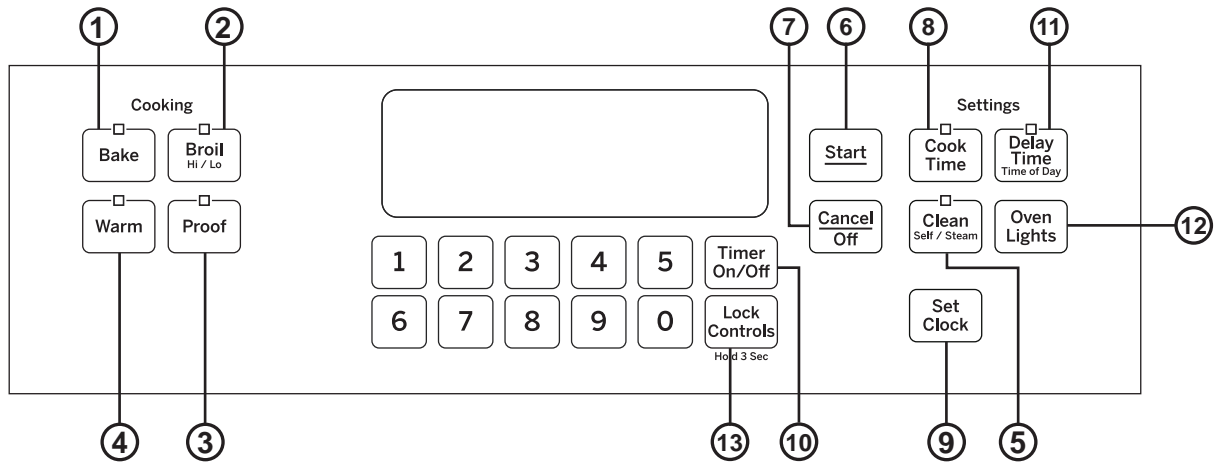 1
2
7
6
8
11
Cooking
Settings
Bake
Broil
Hi / Lo
Start
Cook
Time
Delay
Time
Time of Day
Warm
Proof
Cancel
Off
Clean
Self / Steam
Oven
Lights
12
1
2
3
4
5
Timer
On/Off
6
7
8
9
0
Lock
Controls
Hold 3 Sec
Set
Clock
4
3
13
10
9
5